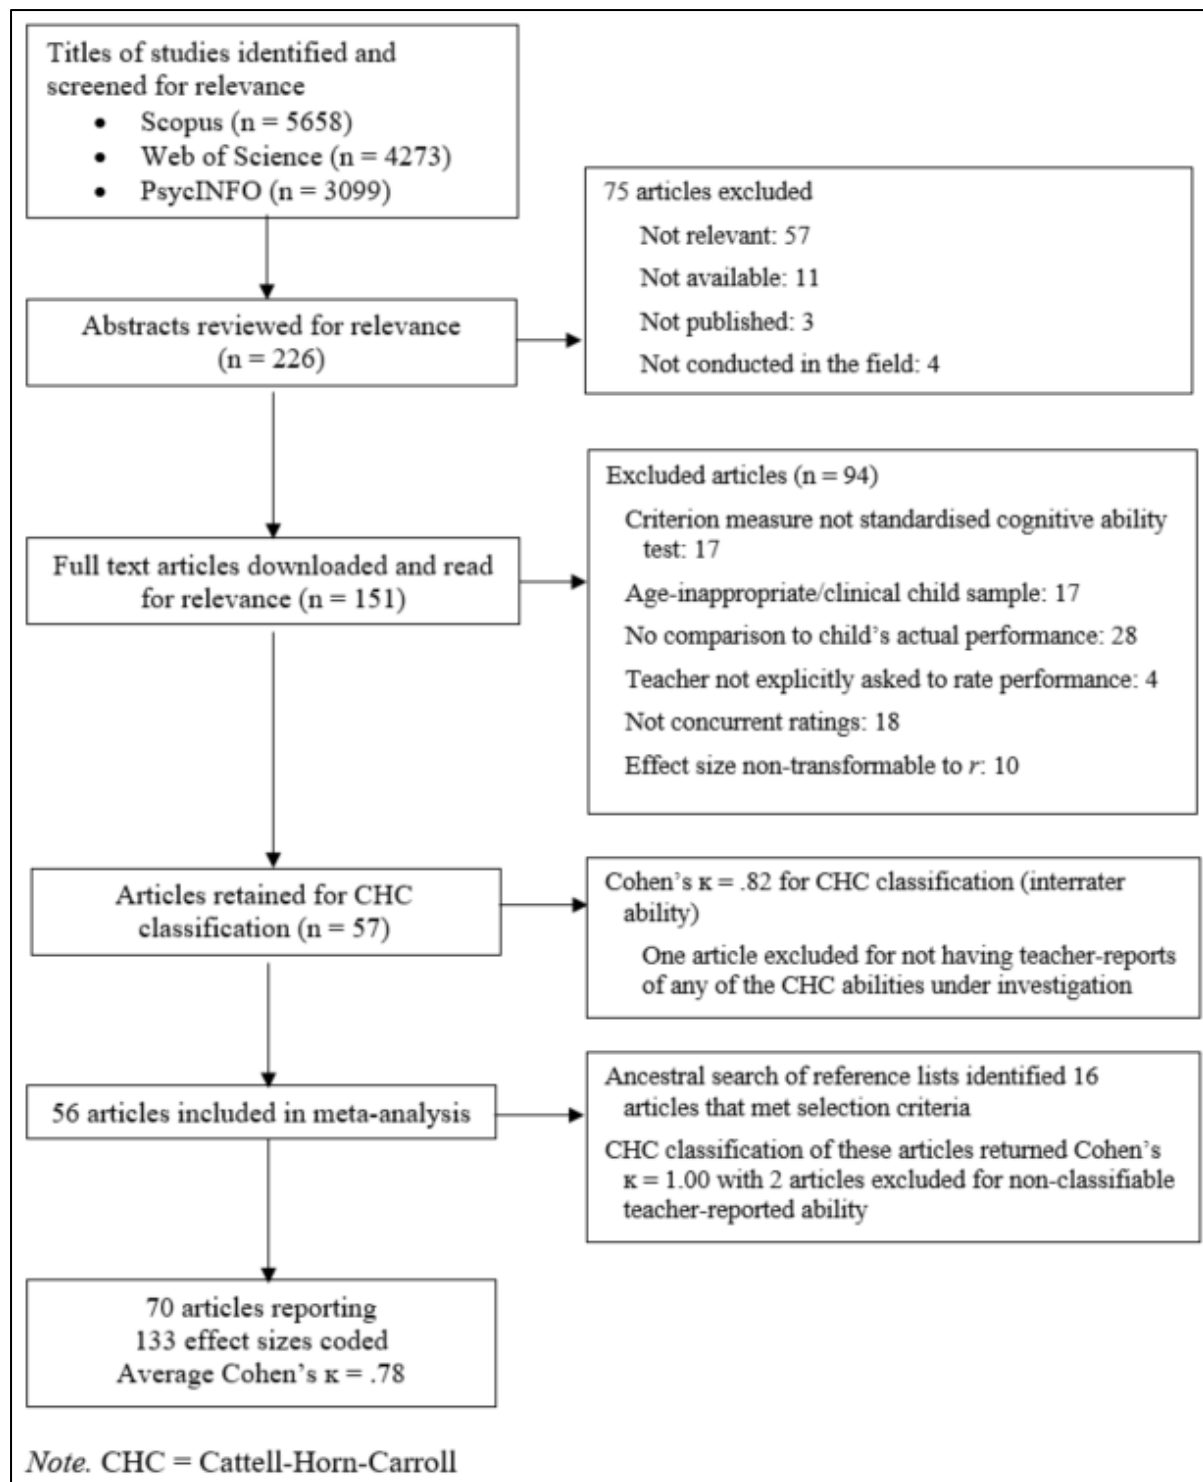 Titles of studies identified and
screened for relevance
• Scopus (n = 5658)
• Web of Science (n = 4273)
• PsycINFO (n = 3099)
75 articles excluded
Not relevant: 57
Not available: 11
Not published: 3
Not conducted in the field: 4
Abstracts reviewed for relevance
(n = 226)
Excluded articles (n = 94)
Criterion measure not standardised cognitive ability
test: 17
Age-inappropriate/clinical child sample: 17
No comparison to child's actual performance: 28
Teacher not explicitly asked to rate performance: 4
Not concurrent ratings: 18
Effect size non-transformable to r: 10
Full text articles downloaded and read
for relevance (n = 151)
Articles retained for CHC
classification (n = 57)
Cohen's κ = .82 for CHC classification (interrater
ability)
One article excluded for not having teacher-reports
of any of the CHC abilities under investigation
56 articles included in meta-analysis
Ancestral search of reference lists identified 16
articles that met selection criteria
CHC classification of these articles returned Cohen's
κ = 1.00 with 2 articles excluded for non-classifiable
teacher-reported ability
70 articles reporting
133 effect sizes coded
Average Cohen's κ = .78
Note. CHC = Cattell-Horn-Carroll